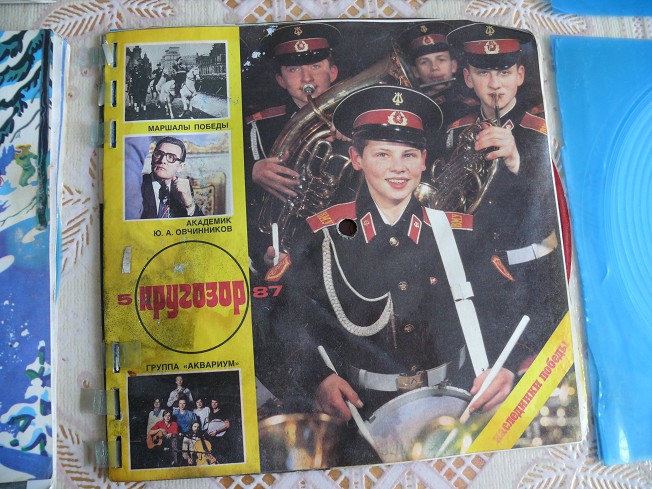 МАРШАЛЫ ПОБЕДЫ
АКАДЕМИК
Ю. А. ОВЧИННИКОВ
5 кругозор 87
ГРУППА «АКВАРИУМ»
наследники победы